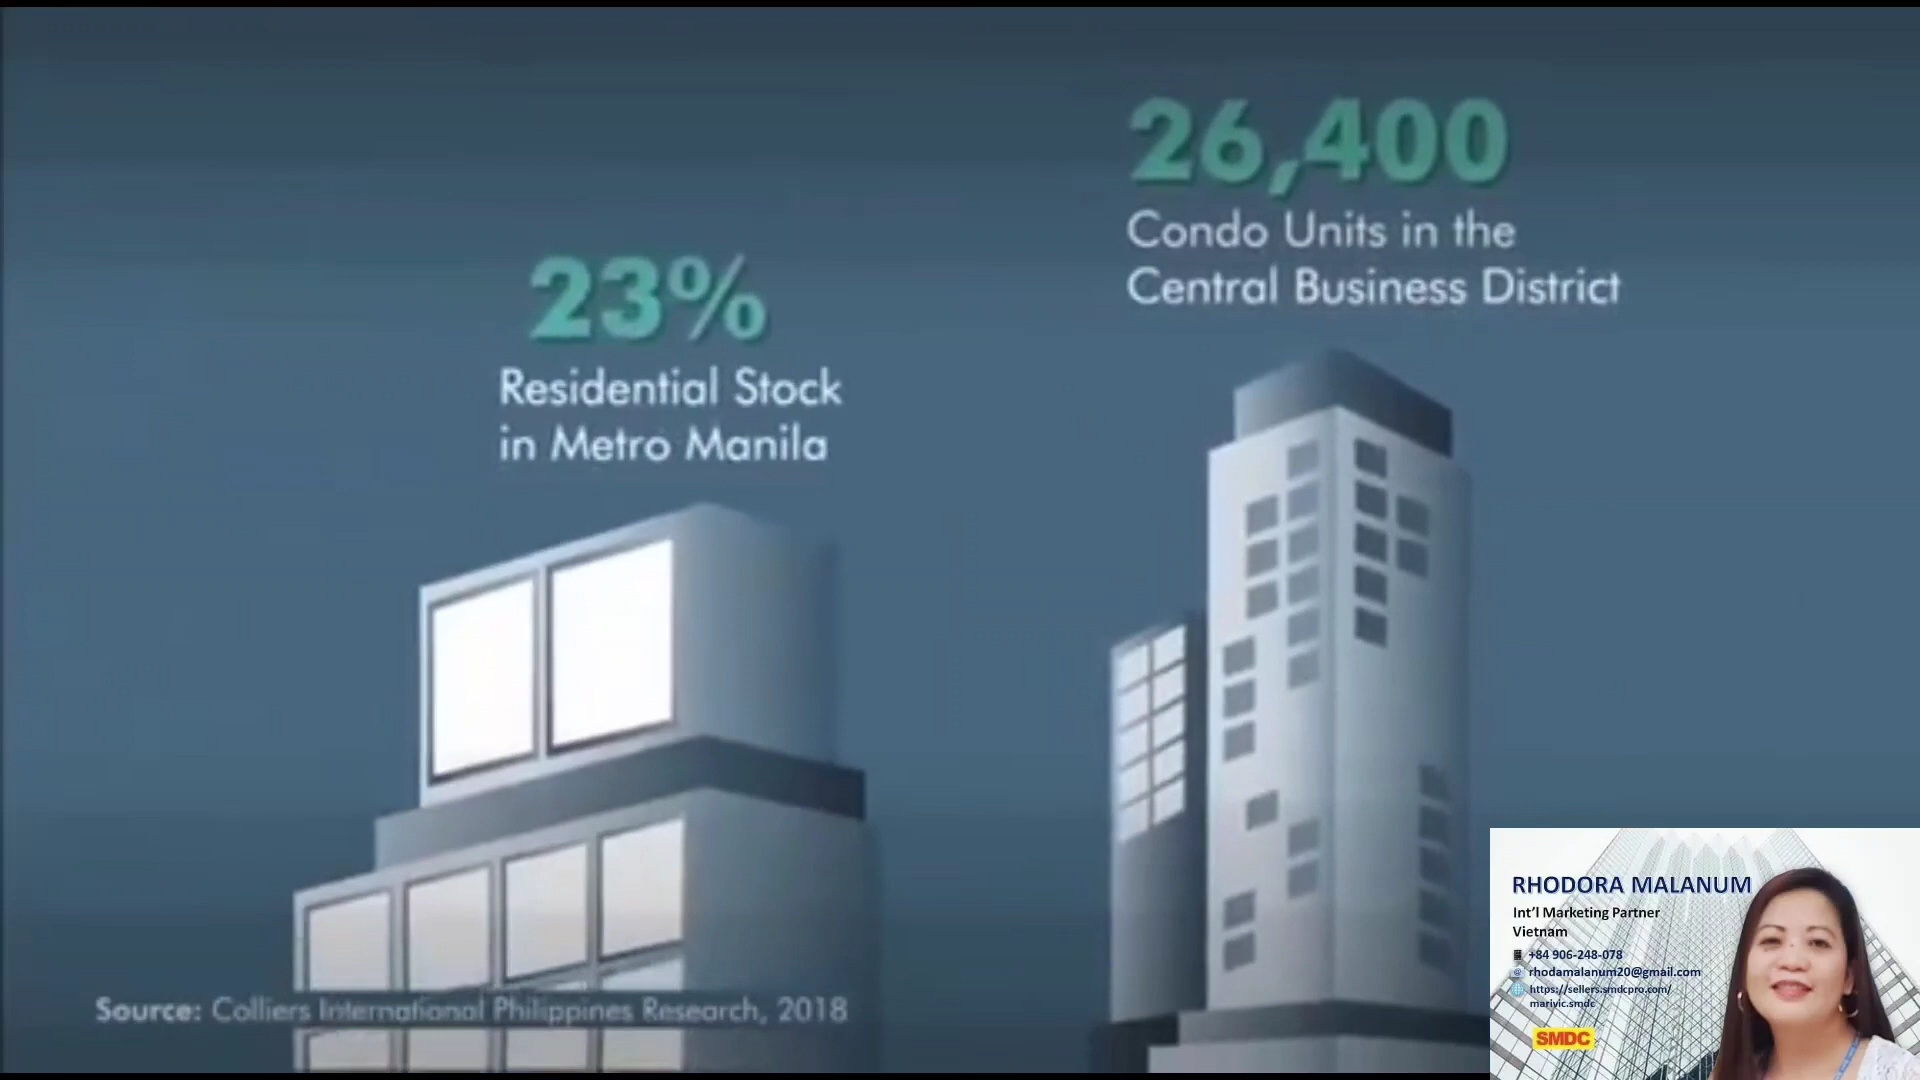 26,400
Condo Units in the
Central Business District
23%
Residential Stock
in Metro Manila
Source: Colliers International Philippines Research, 2018
RHODORA MALANUM
Int'l Marketing Partner
Vietnam
+84 906-248-078
rhodamalanum20@gmail.com
https://sellers.smdcpro.com/
marivic.smdc
SMDC